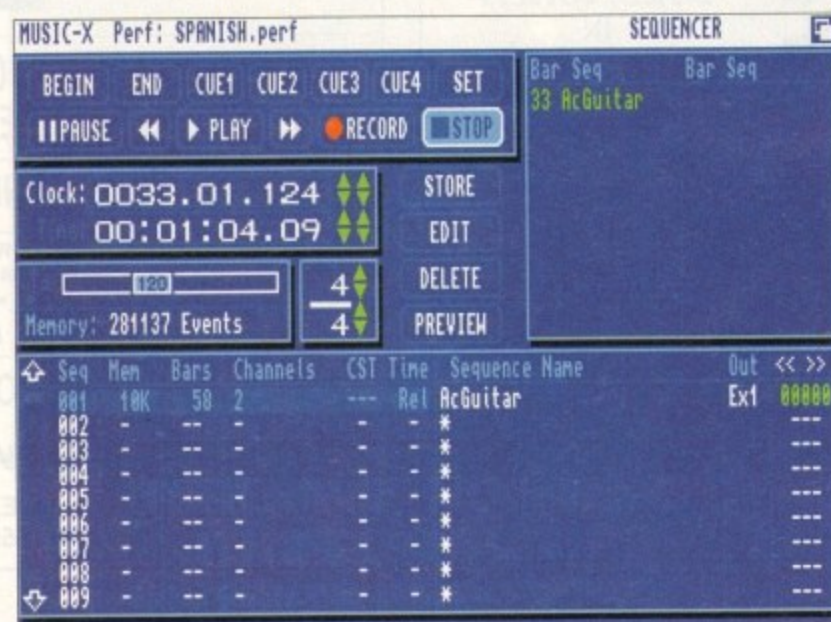 MUSIC-X Perf: SPANISH.perf SEQUENCER
BEGIN END CUE1 CUE2 CUE3 CUE4 SET
PAUSE PLAY RECORD STOP
Bar Seq Bar Seq
33 AcGuitar
Clock: 0033.01.124
00:01:04.09
STORE
EDIT
DELETE
PREVIEW
120
Memory: 281137 Events
4
4
Seq Mem Bars Channels CST Time Sequence Name Out << >>
001 10K 58 2 --- Rel AcGuitar Ex1 00000
002 - -- - - - * ---
003 - -- - - - * ---
004 - -- - - - * ---
005 - -- - - - * ---
006 - -- - - - * ---
007 - -- - - - * ---
008 - -- - - - * ---
009 - -- - - - * ---